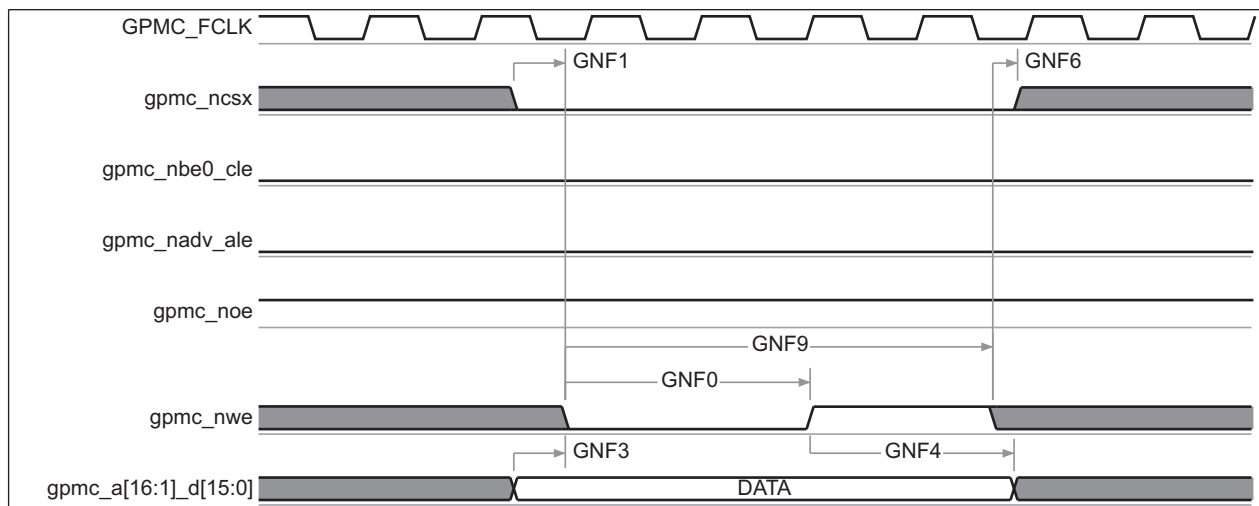 GPMC_FCLK
GNF1
GNF6
gpmc_ncsx
gpmc_nbe0_cle
gpmc_nadv_ale
gpmc_noe
GNF9
GNF0
gpmc_nwe
GNF3
GNF4
gpmc_a[16:1]_d[15:0]
DATA